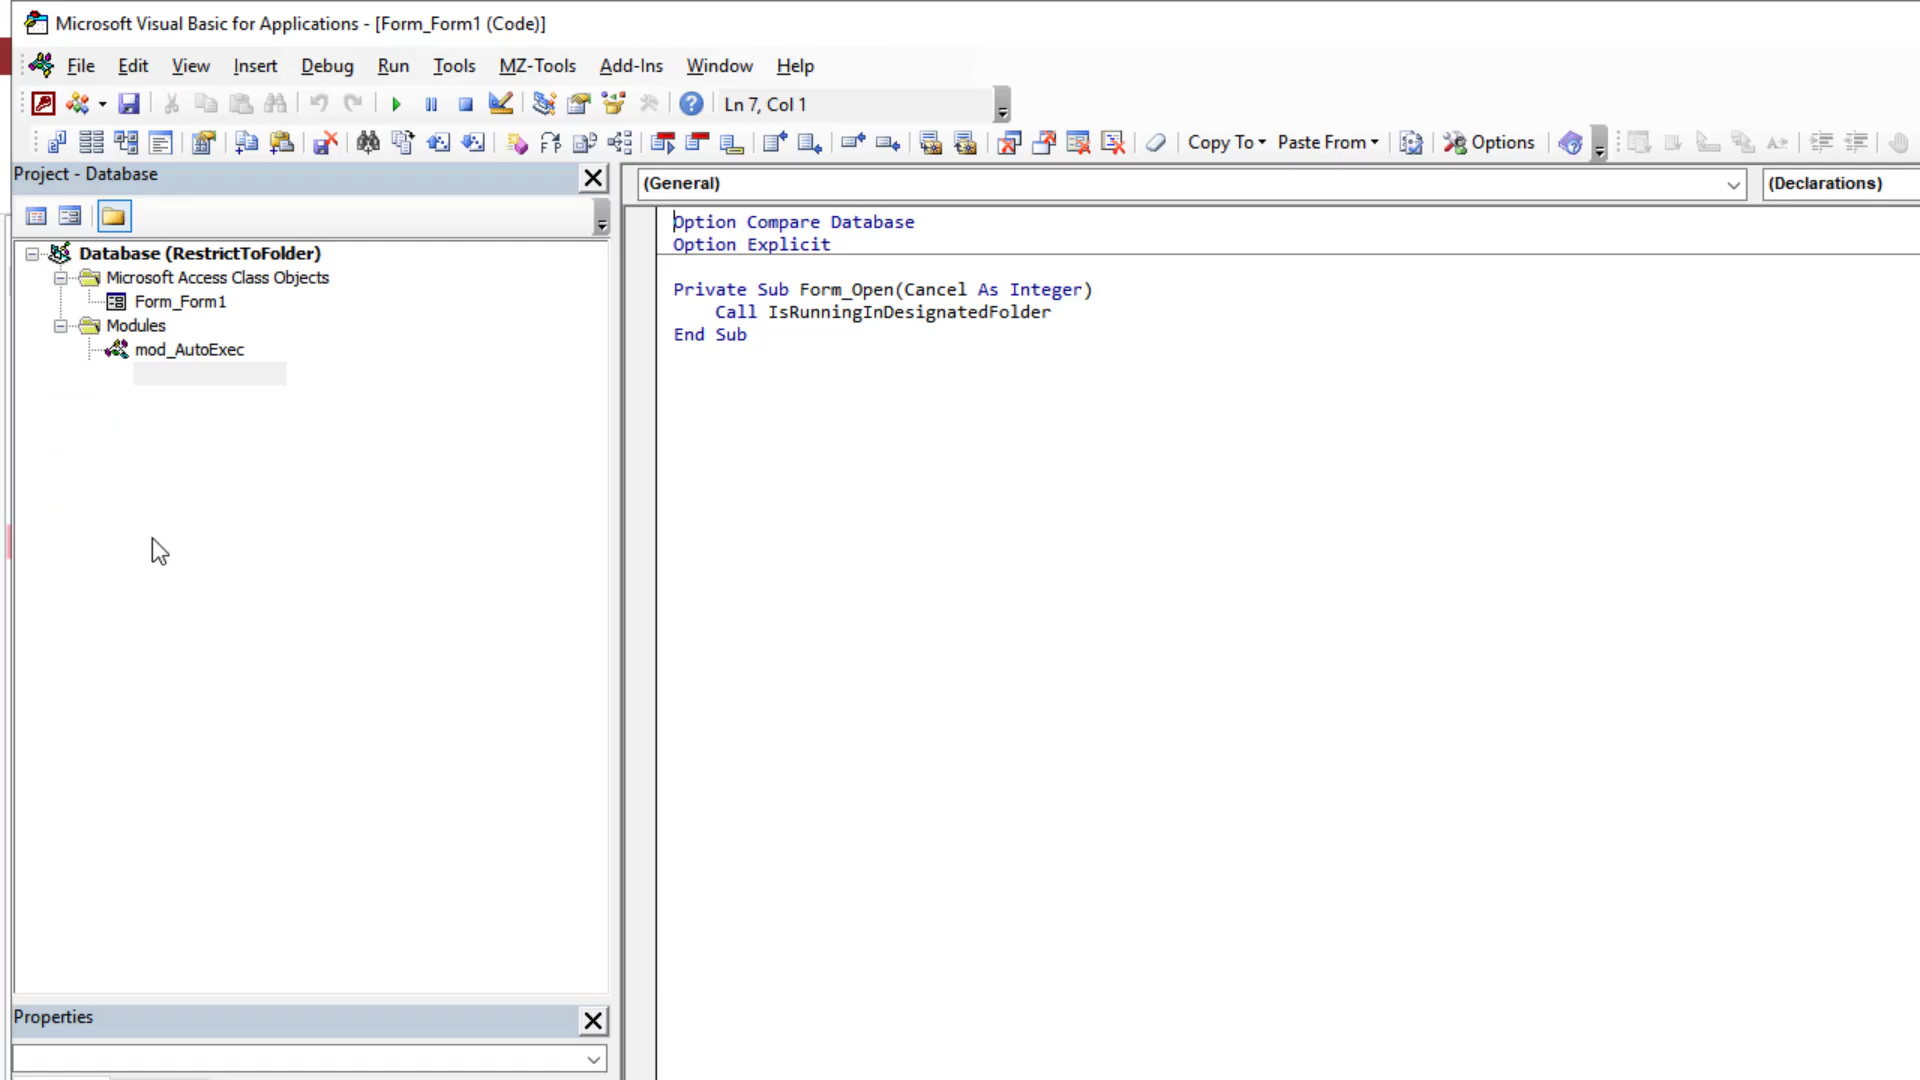 Microsoft Visual Basic for Applications - [Form_Form1 (Code)]
File Edit View Insert Debug Run Tools MZ-Tools Add-Ins Window Help
Ln 7, Col 1
Copy To Paste From Options
Project - Database
(General) (Declarations)
Database (RestrictToFolder)
Microsoft Access Class Objects
Form_Form1
Modules
mod_AutoExec
Option Compare Database
Option Explicit
Private Sub Form_Open(Cancel As Integer)
Call IsRunningInDesignatedFolder
End Sub
Properties